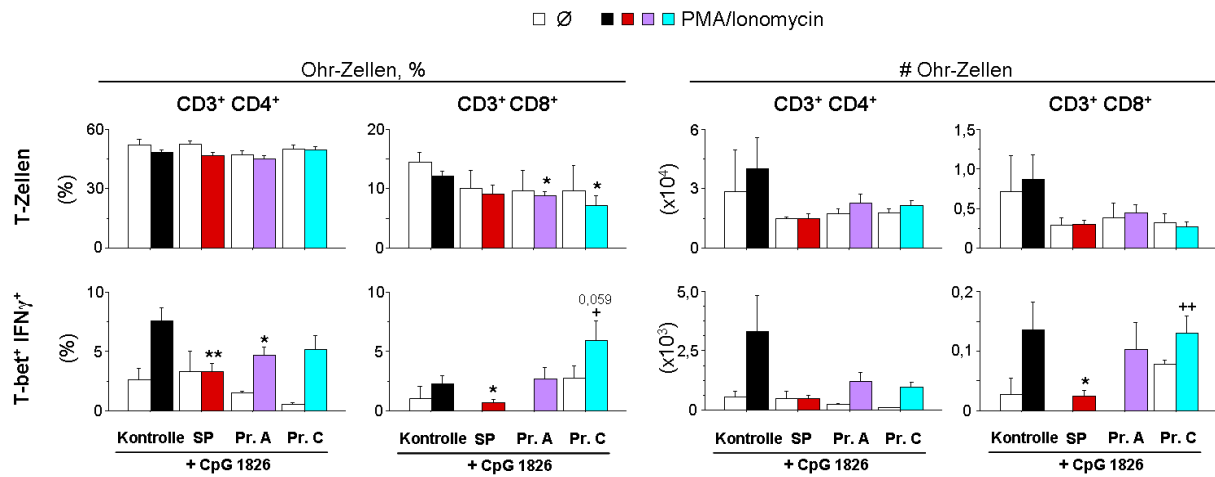 Ø PMA/Ionomycin
Ohr-Zellen, %
# Ohr-Zellen
CD3⁺ CD4⁺
CD3⁺ CD8⁺
CD3⁺ CD4⁺
CD3⁺ CD8⁺
T-Zellen
(%)
60
30
0
20
10
0
(x10⁴)
6
4
2
0
1,5
1,0
0,5
0
T-bet⁺ IFNγ⁺
(%)
10
5
0
**
*
10
5
0
*
0,059
+
*
*
(x10³)
5,0
2,5
0
0,2
0,1
0
*
++
Kontrolle SP Pr. A Pr. C
+ CpG 1826
Kontrolle SP Pr. A Pr. C
+ CpG 1826
Kontrolle SP Pr. A Pr. C
+ CpG 1826
Kontrolle SP Pr. A Pr. C
+ CpG 1826